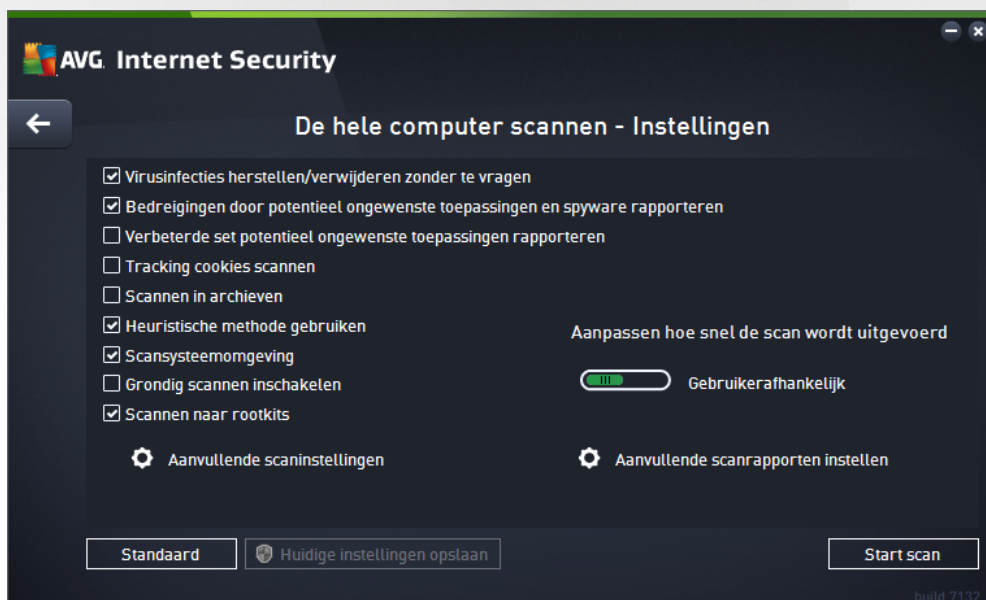 AVG. Internet Security
De hele computer scannen - Instellingen
Virusinfecties herstellen/verwijderen zonder te vragen
Bedreigingen door potentieel ongewenste toepassingen en spyware rapporteren
Verbeterde set potentieel ongewenste toepassingen rapporteren
Tracking cookies scannen
Scannen in archieven
Heuristische methode gebruiken
Scansysteemomgeving
Grondig scannen inschakelen
Scannen naar rootkits
Aanpassen hoe snel de scan wordt uitgevoerd
Gebruikerafhankelijk
Aanvullende scaninstellingen
Aanvullende scanrapporten instellen
Standaard
Huidige instellingen opslaan
Start scan
build 7132